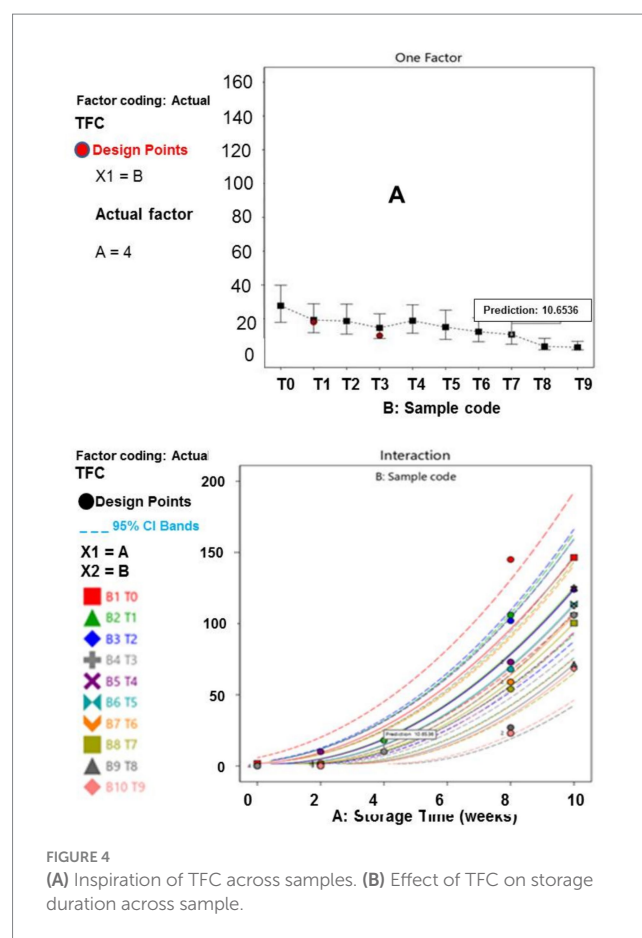 One Factor
Factor coding: Actual
TFC
Design Points
X1 = B
Actual factor
A = 4
160
140
120
100
80
60
40
20
0
A
Prediction: 10.6536
T0 T1 T2 T3 T4 T5 T6 T7 T8 T9
B: Sample code
Factor coding: Actual
TFC
Design Points
95% CI Bands
X1 = A
X2 = B
B1 T0
B2 T1
B3 T2
B4 T3
B5 T4
B6 T5
B7 T6
B8 T7
B9 T8
B10 T9
Interaction
B: Sample code
200
150
100
50
0
Prediction: 10.6536
4
2
0 2 4 6 8 10
A: Storage Time (weeks)
FIGURE 4
(A) Inspiration of TFC across samples. (B) Effect of TFC on storage
duration across sample.